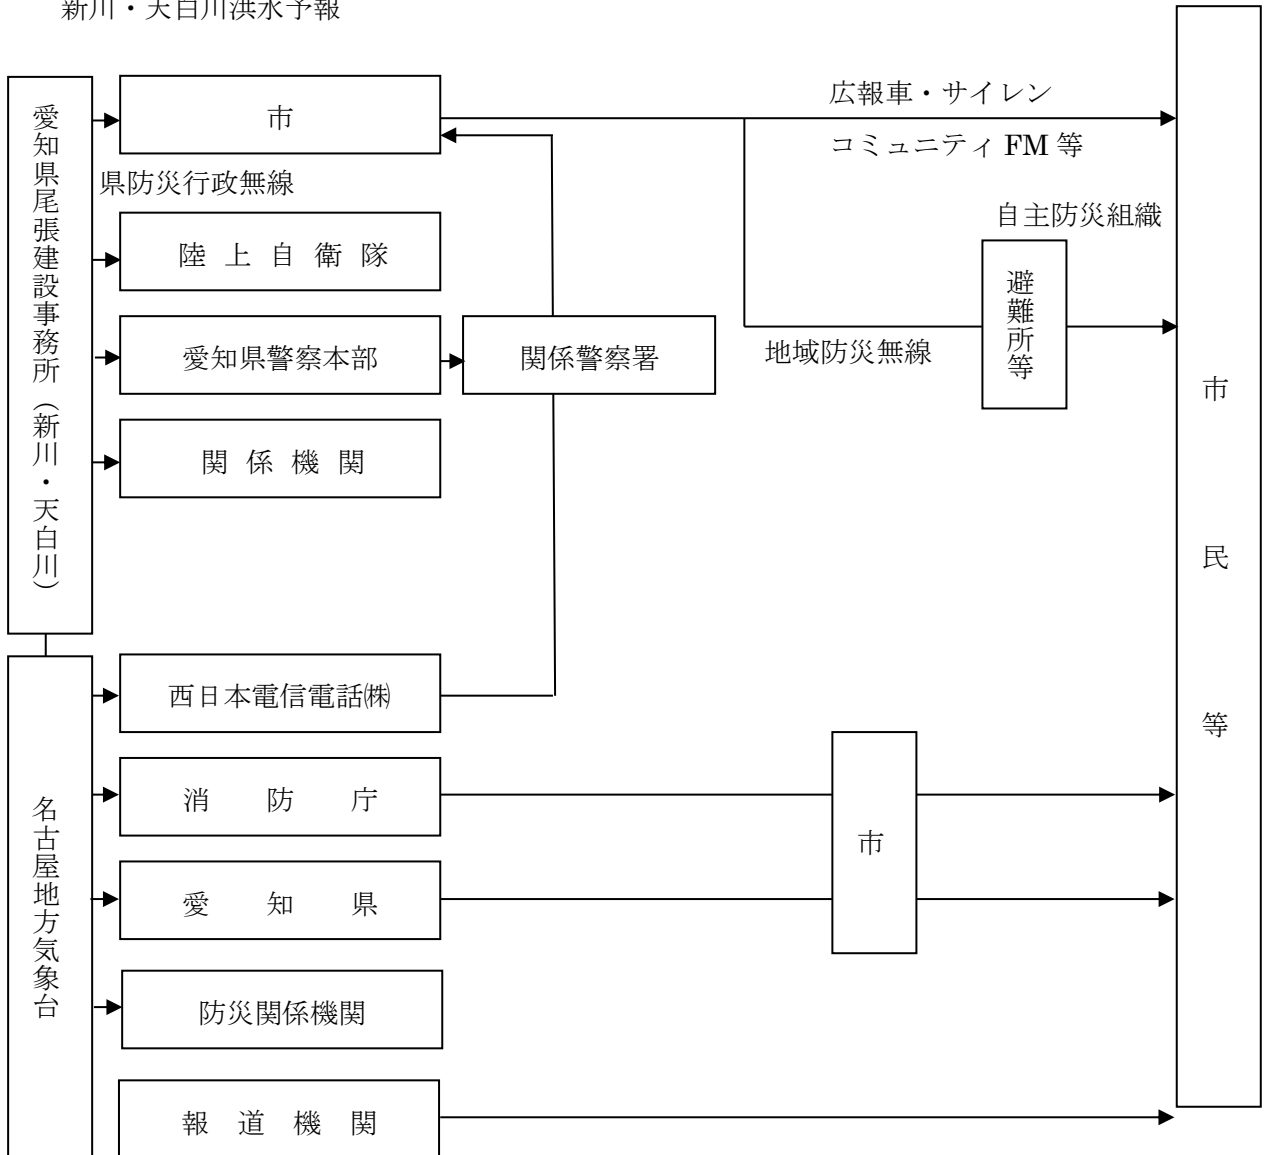 新川・天白川洪水予報
愛知県尾張建設事務所（新川・天白川）
市
広報車・サイレン
コミュニティ FM 等
県防災行政無線
自主防災組織
陸上自衛隊
避難所等
愛知県警察本部
関係警察署
地域防災無線
関係機関
市民等
西日本電信電話㈱
名古屋地方気象台
消防庁
市
愛知県
防災関係機関
報道機関